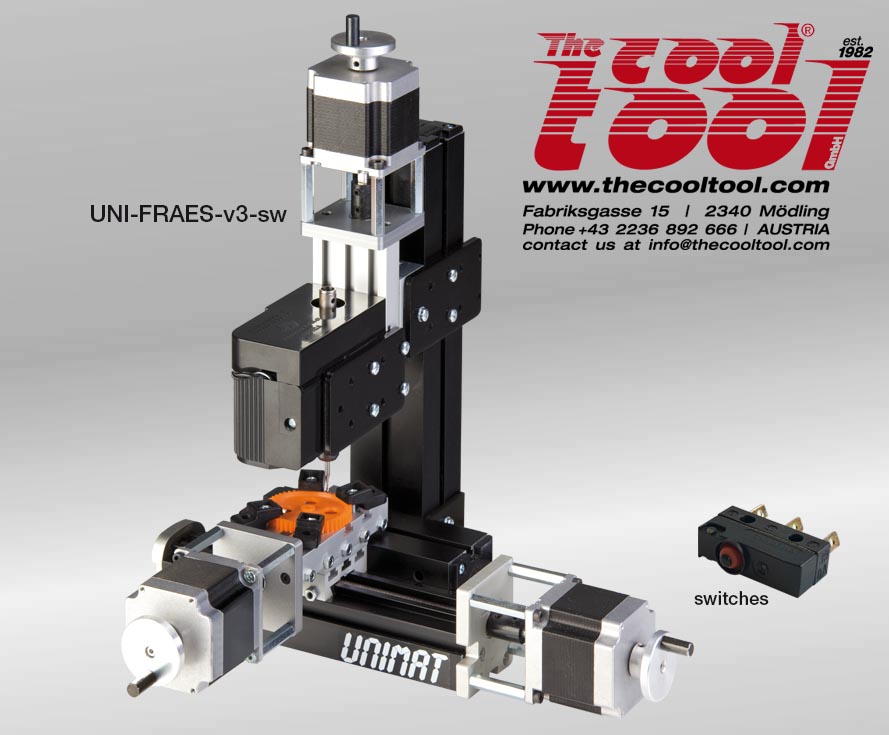 The cool tool® GmbH
est. 1982
www.thecooltool.com
Fabriksgasse 15 | 2340 Mödling
Phone +43 2236 892 666 | AUSTRIA
contact us at info@thecooltool.com
UNI-FRAES-v3-sw
switches
UNIMAT